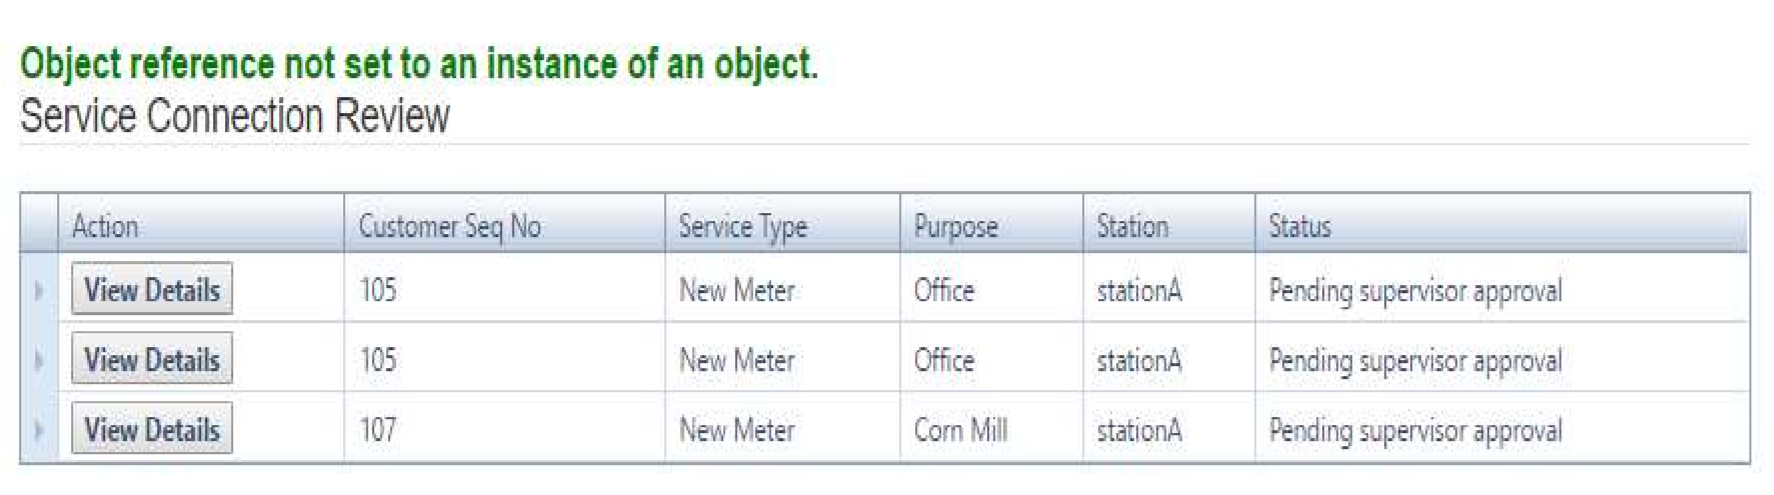 Object reference not set to an instance of an object.
Service Connection Review
Action Customer Seq No Service Type Purpose Station Status
View Details 105 New Meter Office stationA Pending supervisor approval
View Details 105 New Meter Office stationA Pending supervisor approval
View Details 107 New Meter Corn Mill stationA Pending supervisor approval